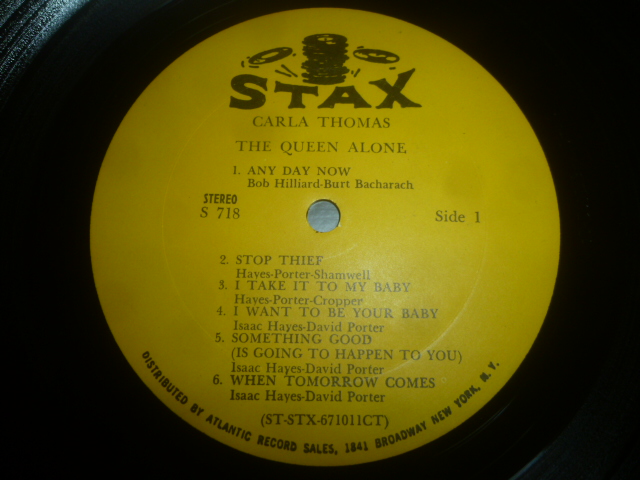 STAX
CARLA THOMAS
THE QUEEN ALONE
1. ANY DAY NOW
Bob Hilliard-Burt Bacharach
STEREO
S 718
Side 1
2. STOP THIEF
Hayes-Porter-Shamwell
3. I TAKE IT TO MY BABY
Hayes-Porter-Cropper
4. I WANT TO BE YOUR BABY
Isaac Hayes-David Porter
5. SOMETHING GOOD
(IS GOING TO HAPPEN TO YOU)
Isaac Hayes-David Porter
6. WHEN TOMORROW COMES
Isaac Hayes-David Porter
(ST-STX-671011CT)
DISTRIBUTED BY ATLANTIC RECORD SALES, 1841 BROADWAY NEW YORK, N. Y.